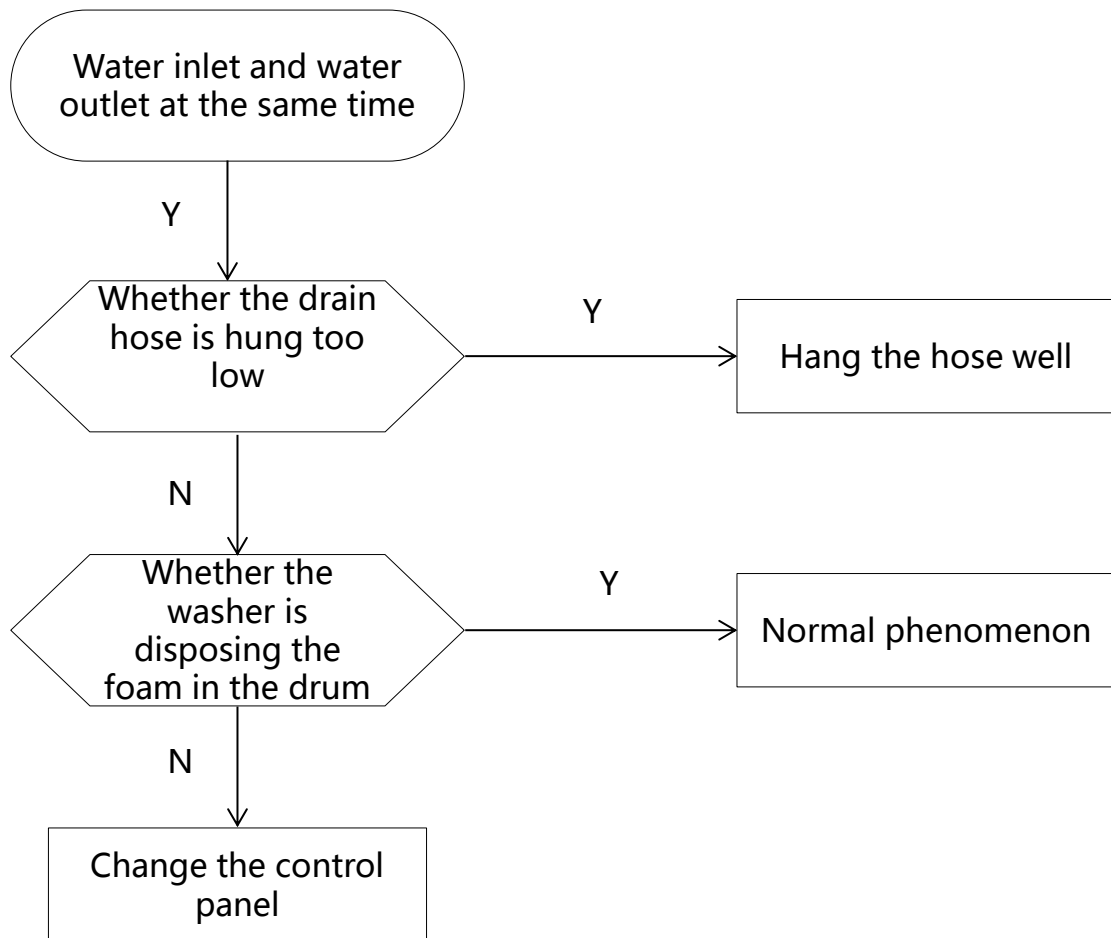 Water inlet and water
outlet at the same time
Y
Whether the drain
hose is hung too
low
Y
Hang the hose well
N
Whether the
washer is
disposing the
foam in the drum
Y
Normal phenomenon
N
Change the control
panel